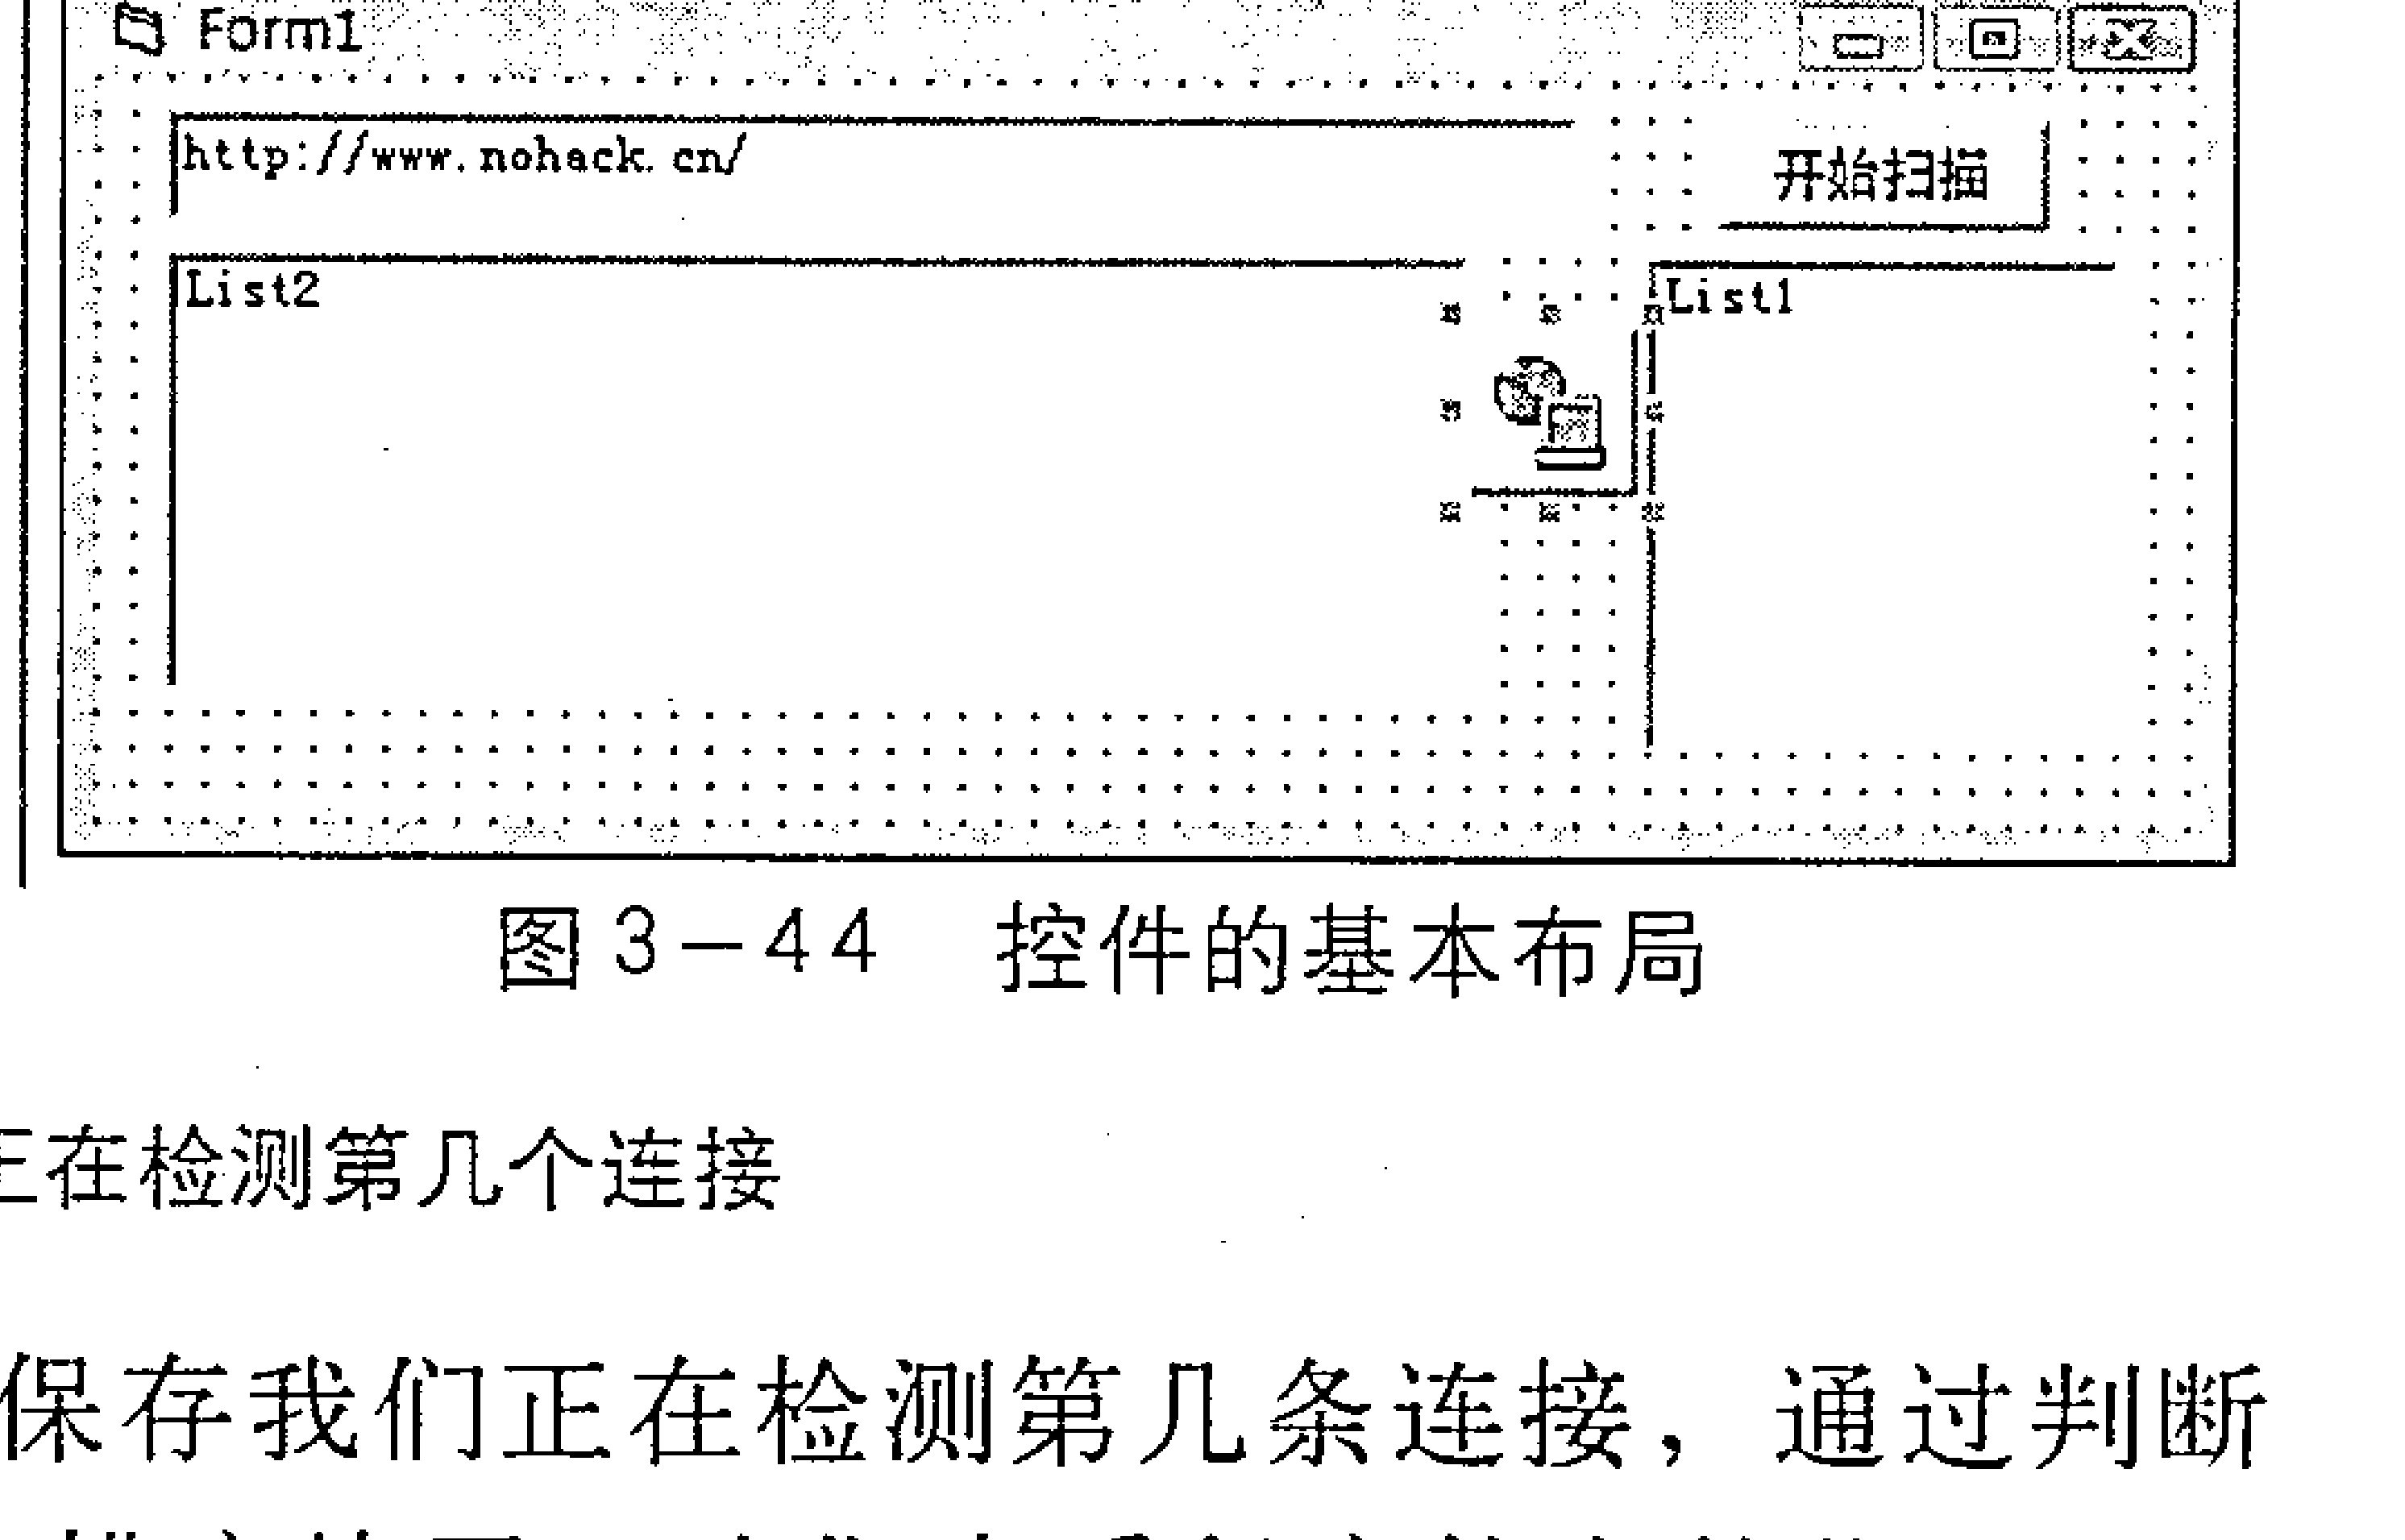 Form1
http://www.nohack.cn/
开始扫描
List2
List1
图3-44 控件的基本布局
正在检测第几个连接
保存我们正在检测第几条连接，通过判断